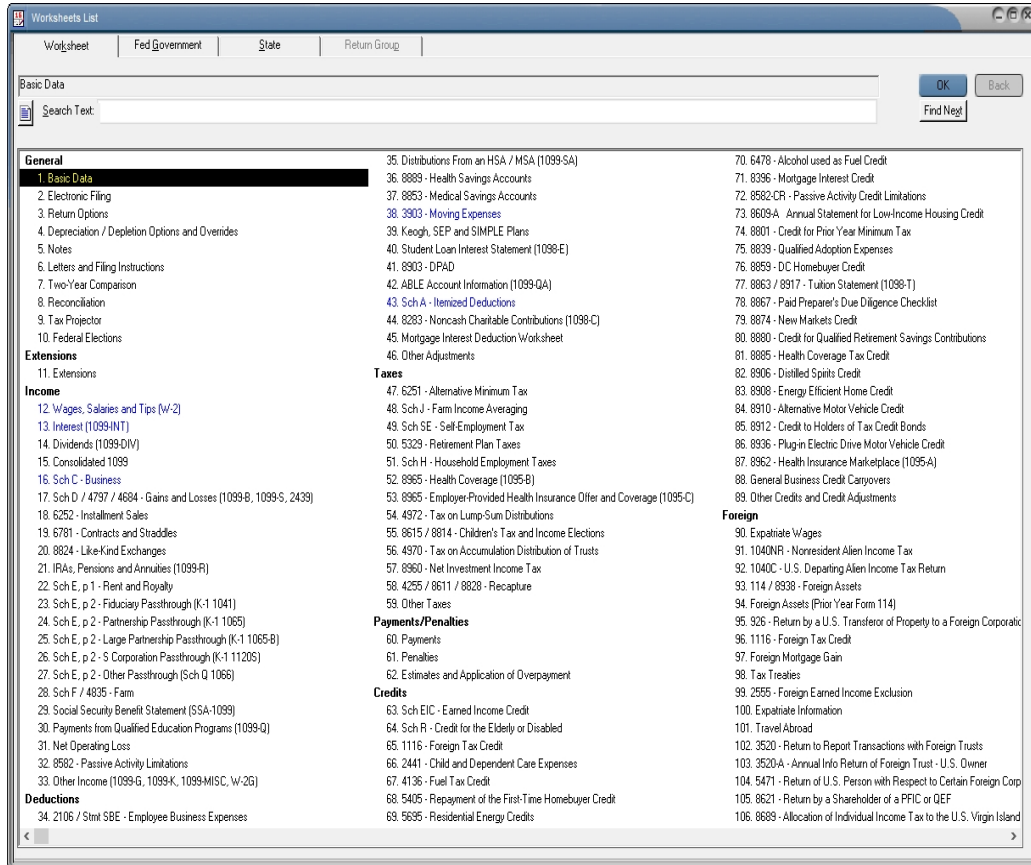 Worksheets List
Worksheet Fed Government State Return Group
Basic Data
OK Back
Search Text:
Find Next
General
1. Basic Data
2. Electronic Filing
3. Return Options
4. Depreciation / Depletion Options and Overrides
5. Notes
6. Letters and Filing Instructions
7. Two-Year Comparison
8. Reconciliation
9. Tax Projector
10. Federal Elections
Extensions
11. Extensions
Income
12. Wages, Salaries and Tips (W-2)
13. Interest (1099-INT)
14. Dividends (1099-DIV)
15. Consolidated 1099
16. Sch C - Business
17. Sch D / 4797 / 4684 - Gains and Losses (1099-B, 1099-S, 2439)
18. 6252 - Installment Sales
19. 6781 - Contracts and Straddles
20. 8824 - Like-Kind Exchanges
21. IRAs, Pensions and Annuities (1099-R)
22. Sch E, p 1 - Rent and Royalty
23. Sch E, p 2 - Fiduciary Passthrough (K-1 1041)
24. Sch E, p 2 - Partnership Passthrough (K-1 1065)
25. Sch E, p 2 - Large Partnership Passthrough (K-1 1065-B)
26. Sch E, p 2 - S Corporation Passthrough (K-1 1120S)
27. Sch E, p 2 - Other Passthrough (Sch Q 1066)
28. Sch F / 4835 - Farm
29. Social Security Benefit Statement (SSA-1099)
30. Payments from Qualified Education Programs (1099-Q)
31. Net Operating Loss
32. 8582 - Passive Activity Limitations
33. Other Income (1099-G, 1099-K, 1099-MISC, W-2G)
Deductions
34. 2106 / Stmt SBE - Employee Business Expenses
35. Distributions From an HSA / MSA (1099-SA)
36. 8889 - Health Savings Accounts
37. 8853 - Medical Savings Accounts
38. 3903 - Moving Expenses
39. Keogh, SEP and SIMPLE Plans
40. Student Loan Interest Statement (1098-E)
41. 8903 - DPAD
42. ABLE Account Information (1099-QA)
43. Sch A - Itemized Deductions
44. 8283 - Noncash Charitable Contributions (1098-C)
45. Mortgage Interest Deduction Worksheet
46. Other Adjustments
Taxes
47. 6251 - Alternative Minimum Tax
48. Sch J - Farm Income Averaging
49. Sch SE - Self-Employment Tax
50. 5329 - Retirement Plan Taxes
51. Sch H - Household Employment Taxes
52. 8965 - Health Coverage (1095-B)
53. 8965 - Employer-Provided Health Insurance Offer and Coverage (1095-C)
54. 4972 - Tax on Lump-Sum Distributions
55. 8615 / 8814 - Children's Tax and Income Elections
56. 4970 - Tax on Accumulation Distribution of Trusts
57. 8960 - Net Investment Income Tax
58. 4255 / 8611 / 8828 - Recapture
59. Other Taxes
Payments/Penalties
60. Payments
61. Penalties
62. Estimates and Application of Overpayment
Credits
63. Sch EIC - Earned Income Credit
64. Sch R - Credit for the Elderly or Disabled
65. 1116 - Foreign Tax Credit
66. 2441 - Child and Dependent Care Expenses
67. 4136 - Fuel Tax Credit
68. 5405 - Repayment of the First-Time Homebuyer Credit
69. 5695 - Residential Energy Credits
70. 6478 - Alcohol used as Fuel Credit
71. 8396 - Mortgage Interest Credit
72. 8582-CR - Passive Activity Credit Limitations
73. 8609-A Annual Statement for Low-Income Housing Credit
74. 8801 - Credit for Prior Year Minimum Tax
75. 8839 - Qualified Adoption Expenses
76. 8859 - DC Homebuyer Credit
77. 8863 / 8917 - Tuition Statement (1098-T)
78. 8867 - Paid Preparer's Due Diligence Checklist
79. 8874 - New Markets Credit
80. 8880 - Credit for Qualified Retirement Savings Contributions
81. 8885 - Health Coverage Tax Credit
82. 8906 - Distilled Spirits Credit
83. 8908 - Energy Efficient Home Credit
84. 8910 - Alternative Motor Vehicle Credit
85. 8912 - Credit to Holders of Tax Credit Bonds
86. 8936 - Plug-in Electric Drive Motor Vehicle Credit
87. 8962 - Health Insurance Marketplace (1095-A)
88. General Business Credit Carryovers
89. Other Credits and Credit Adjustments
Foreign
90. Expatriate Wages
91. 1040NR - Nonresident Alien Income Tax
92. 1040C - U.S. Departing Alien Income Tax Return
93. 114 / 8938 - Foreign Assets
94. Foreign Assets (Prior Year Form 114)
95. 926 - Return by a U.S. Transferor of Property to a Foreign Corporatic
96. 1116 - Foreign Tax Credit
97. Foreign Mortgage Gain
98. Tax Treaties
99. 2555 - Foreign Earned Income Exclusion
100. Expatriate Information
101. Travel Abroad
102. 3520 - Return to Report Transactions with Foreign Trusts
103. 3520-A - Annual Info Return of Foreign Trust - U.S. Owner
104. 5471 - Return of U.S. Person with Respect to Certain Foreign Corp
105. 8621 - Return by a Shareholder of a PFIC or QEF
106. 8689 - Allocation of Individual Income Tax to the U.S. Virgin Island